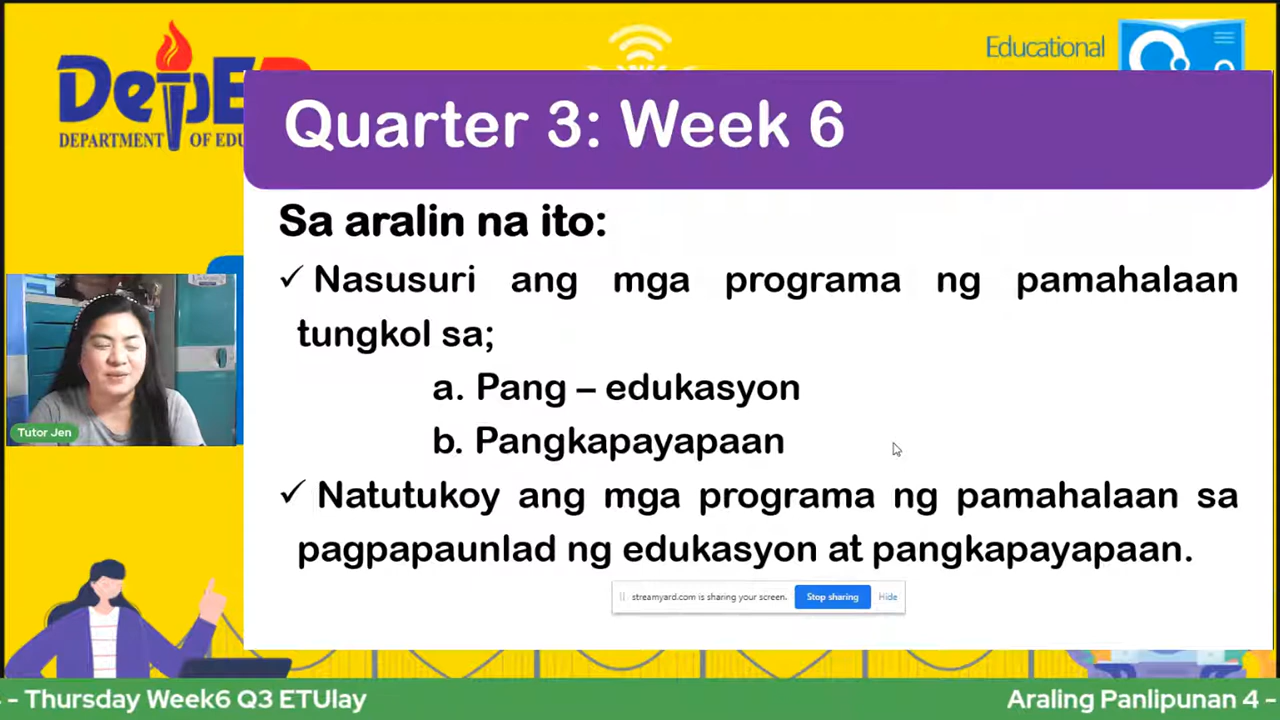 Educational
DepED
DEPARTMENT OF EDU
Quarter 3: Week 6
Sa aralin na ito:
✓ Nasusuri ang mga programa ng pamahalaan
tungkol sa;
a. Pang – edukasyon
b. Pangkapayapaan
✓ Natutukoy ang mga programa ng pamahalaan sa
pagpapaunlad ng edukasyon at pangkapayapaan.
Tutor Jen
streamyard.com is sharing your screen. Stop sharing Hide
- Thursday Week6 Q3 ETUlay
Araling Panlipunan 4 -